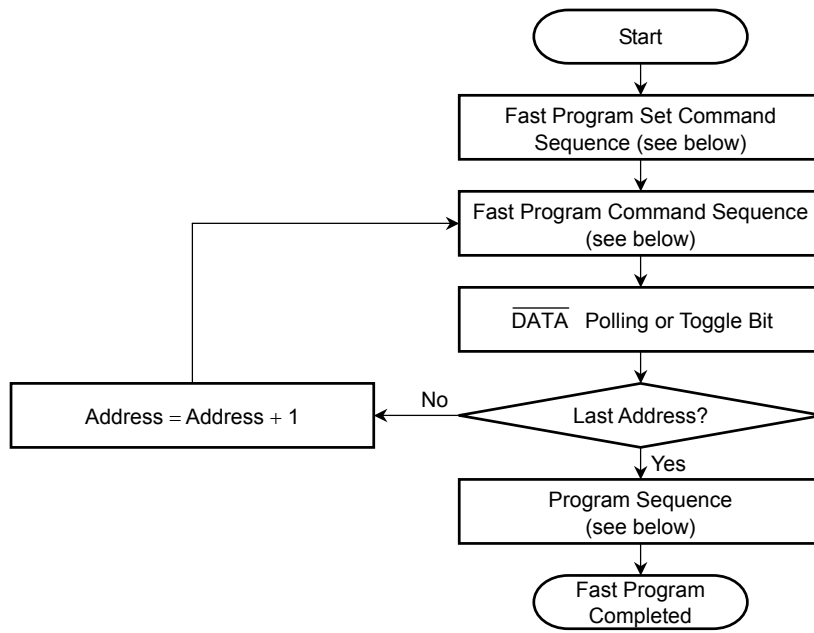 Start
Fast Program Set Command
Sequence (see below)
Fast Program Command Sequence
(see below)
D̅A̅T̅A̅ Polling or Toggle Bit
Last Address?
No
Address = Address + 1
Yes
Program Sequence
(see below)
Fast Program
Completed